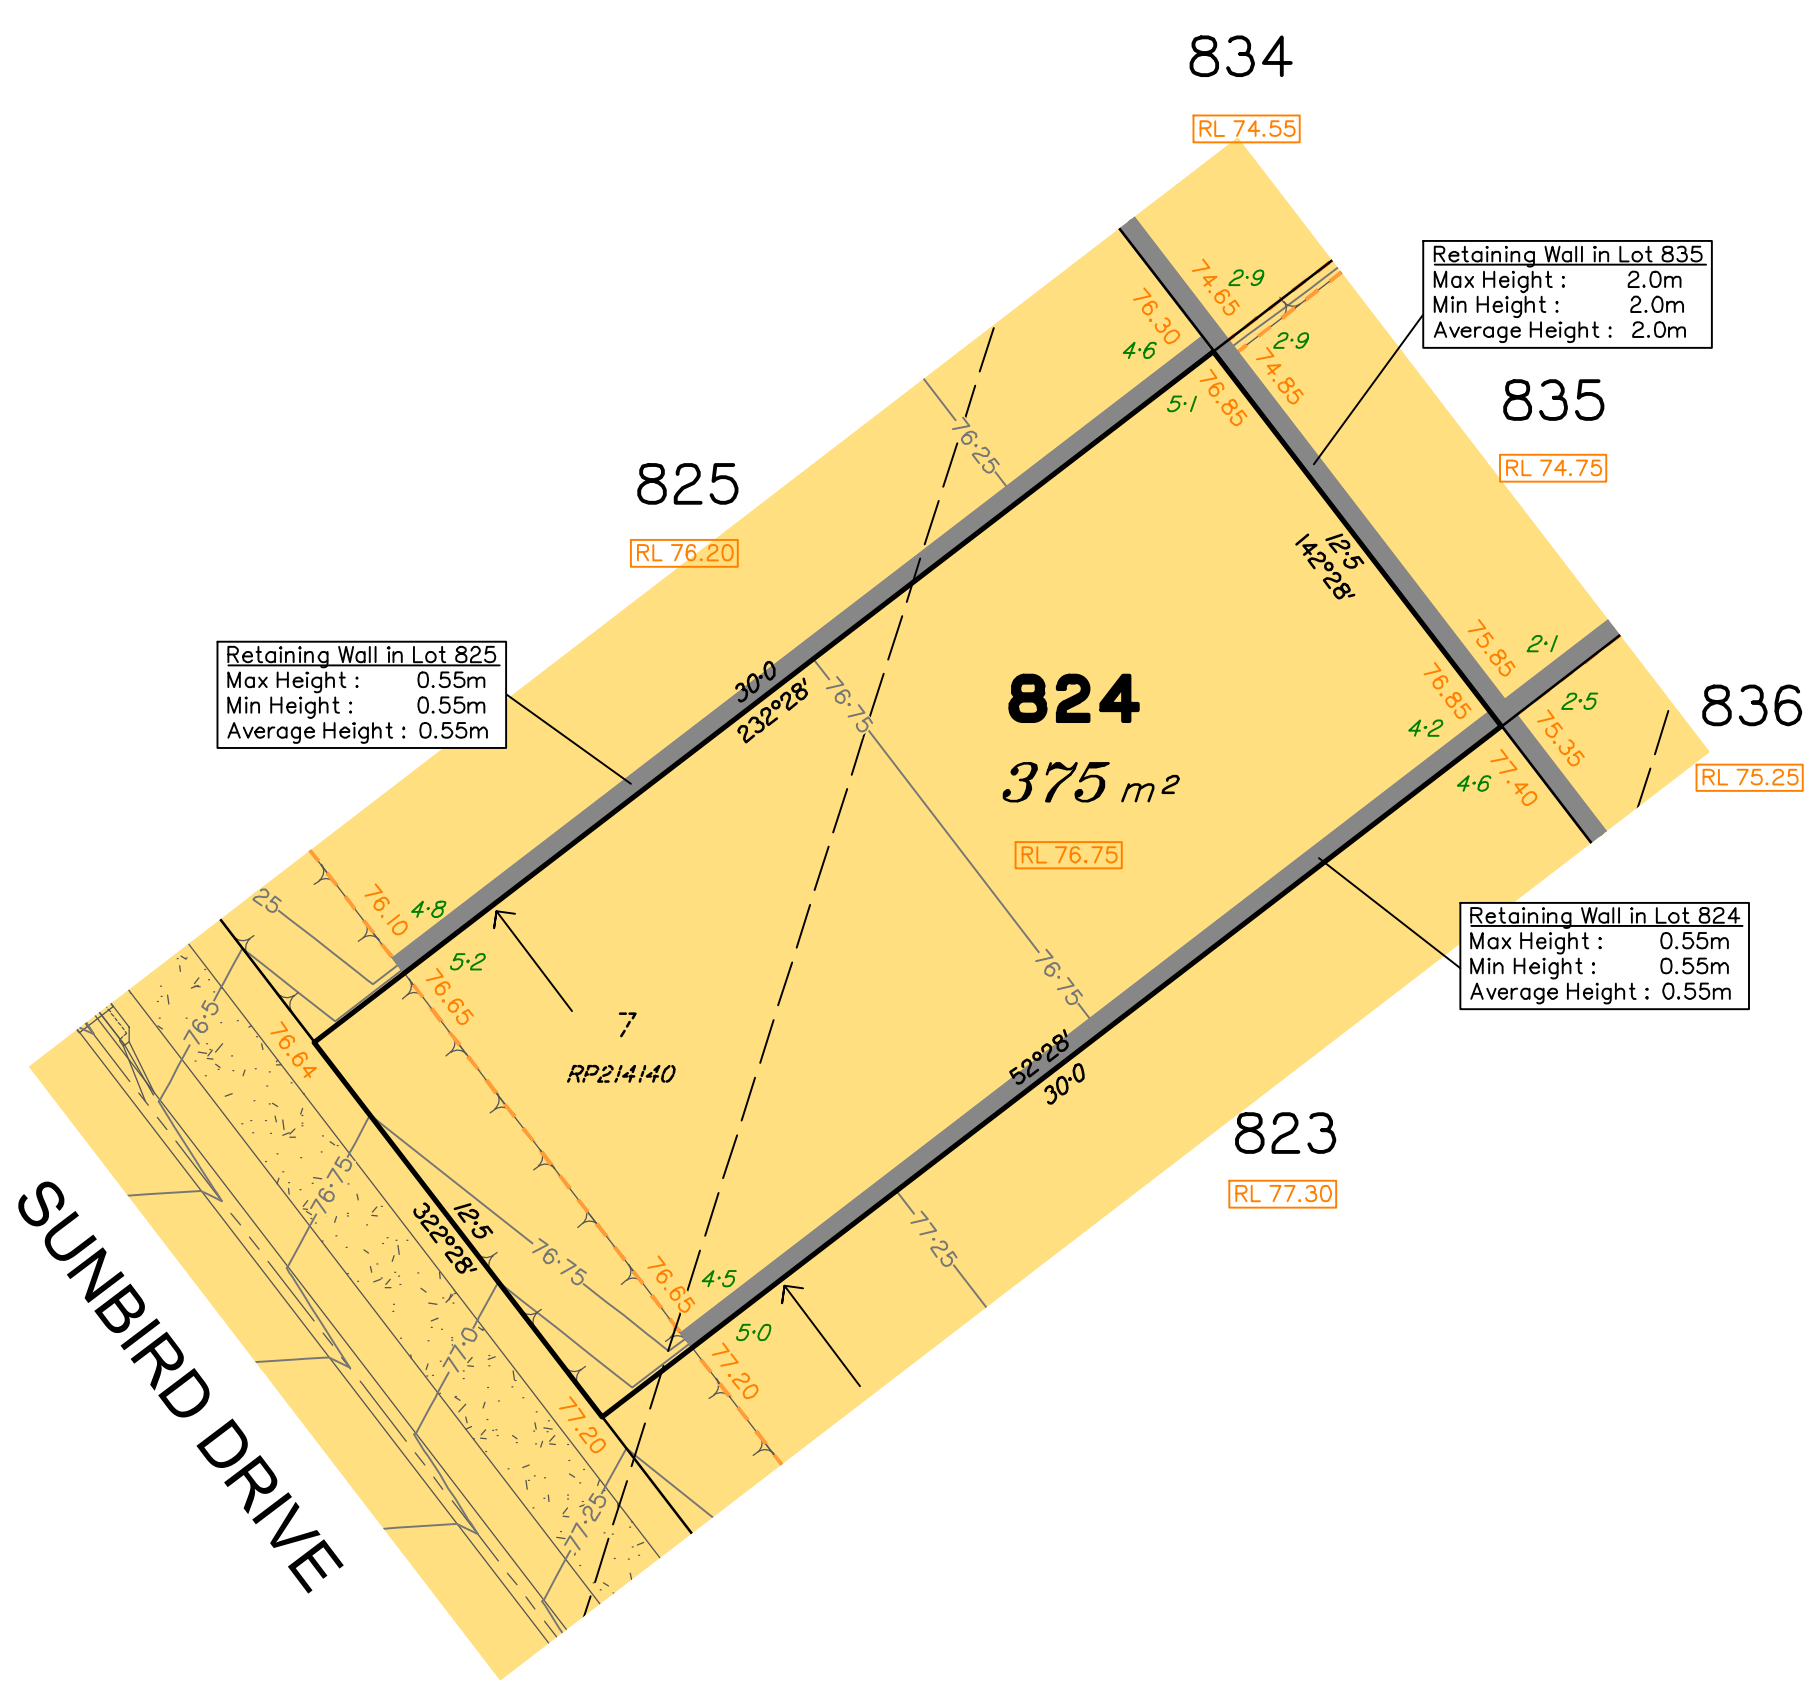 834
RL 74.55
Retaining Wall in Lot 835
Max Height : 2.0m
Min Height : 2.0m
Average Height : 2.0m
74.65
2·9
76.30
4·6
2·9
74.85
76.85
5·1
835
RL 74.75
76·25
825
RL 76.20
12·5
142°28'
Retaining Wall in Lot 825
Max Height : 0.55m
Min Height : 0.55m
Average Height : 0.55m
30·0
232°28'
76·75
824
375 m²
RL 76.75
75.85
2·1
76.85
4·2
2·5
75.35
77.40
4·6
836
RL 75.25
Retaining Wall in Lot 824
Max Height : 0.55m
Min Height : 0.55m
Average Height : 0.55m
25
76.10
4·8
5·2
76.65
76·75
76·5
76.64
7
RP214140
52°28'
30·0
823
RL 77.30
76·75
12·5
322°28'
76·75
77·25
76.65
4·5
5·0
77.20
77·0
77.20
77·25
SUNBIRD DRIVE